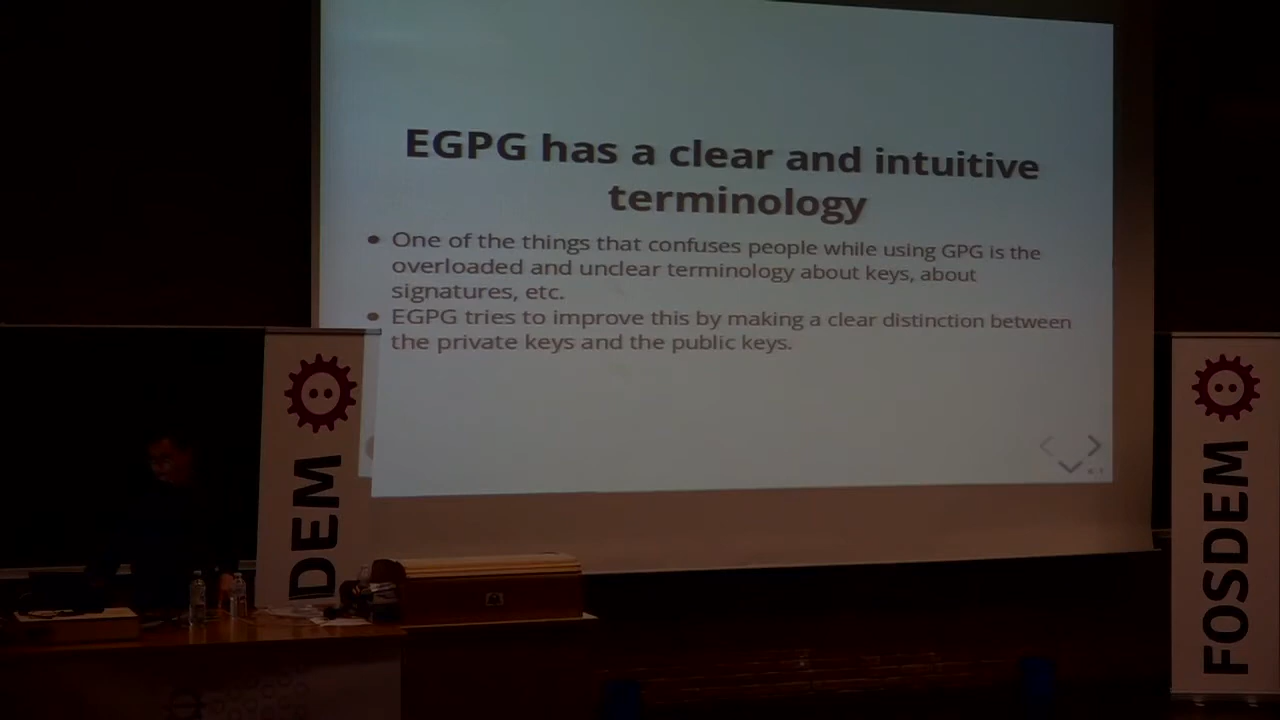 EGPG has a clear and intuitive
terminology
One of the things that confuses people while using GPG is the
overloaded and unclear terminology about keys, about
signatures, etc.
EGPG tries to improve this by making a clear distinction between
the private keys and the public keys.
DEM
FOSDEM